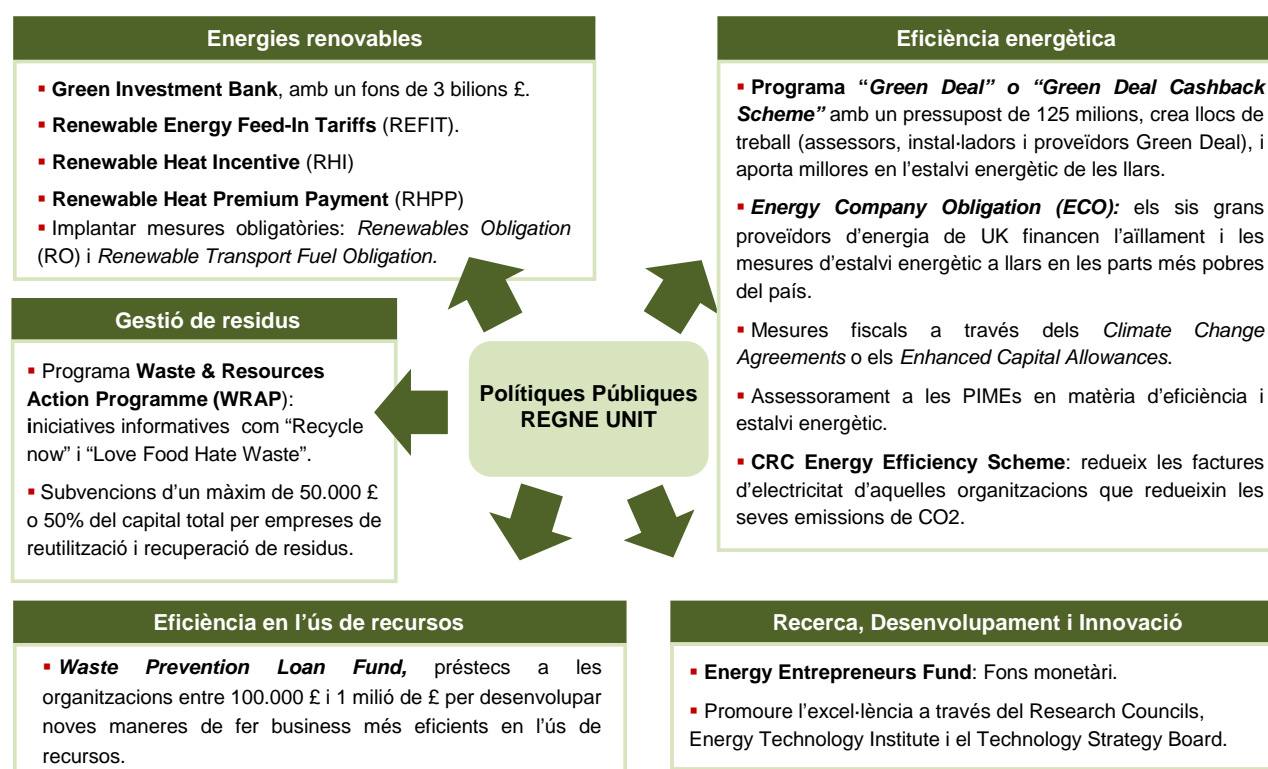 Energies renovables
▪ Green Investment Bank, amb un fons de 3 bilions £.
▪ Renewable Energy Feed-In Tariffs (REFIT).
▪ Renewable Heat Incentive (RHI)
▪ Renewable Heat Premium Payment (RHPP)
▪ Implantar mesures obligatòries: Renewables Obligation
(RO) i Renewable Transport Fuel Obligation.
Eficiència energètica
▪ Programa “Green Deal” o “Green Deal Cashback
Scheme” amb un pressupost de 125 milions, crea llocs de
treball (assessors, instal·ladors i proveïdors Green Deal), i
aporta millores en l’estalvi energètic de les llars.
▪ Energy Company Obligation (ECO): els sis grans
proveïdors d’energia de UK financen l’aïllament i les
mesures d’estalvi energètic a llars en les parts més pobres
del país.
▪ Mesures fiscals a través dels Climate Change
Agreements o els Enhanced Capital Allowances.
▪ Assessorament a les PIMEs en matèria d’eficiència i
estalvi energètic.
▪ CRC Energy Efficiency Scheme: redueix les factures
d’electricitat d’aquelles organitzacions que redueixin les
seves emissions de CO2.
Gestió de residus
▪ Programa Waste & Resources
Action Programme (WRAP):
iniciatives informatives com “Recycle
now” i “Love Food Hate Waste”.
▪ Subvencions d’un màxim de 50.000 £
o 50% del capital total per empreses de
reutilització i recuperació de residus.
Polítiques Públiques
REGNE UNIT
Eficiència en l’ús de recursos
▪ Waste Prevention Loan Fund, préstecs a les
organitzacions entre 100.000 £ i 1 milió de £ per desenvolupar
noves maneres de fer business més eficients en l’ús de
recursos.
Recerca, Desenvolupament i Innovació
▪ Energy Entrepreneurs Fund: Fons monetàri.
▪ Promoure l’excel·lència a través del Research Councils,
Energy Technology Institute i el Technology Strategy Board.